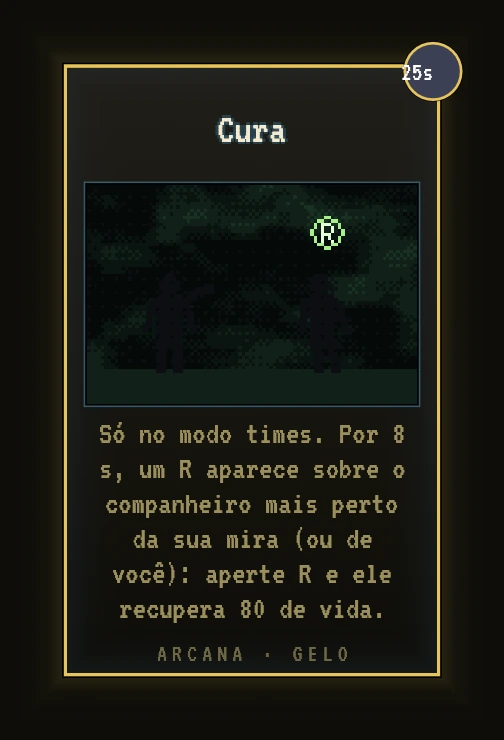 25s
Cura
R
Só no modo times. Por 8
s, um R aparece sobre o
companheiro mais perto
da sua mira (ou de
você): aperte R e ele
recupera 80 de vida.
ARCANA · GELO